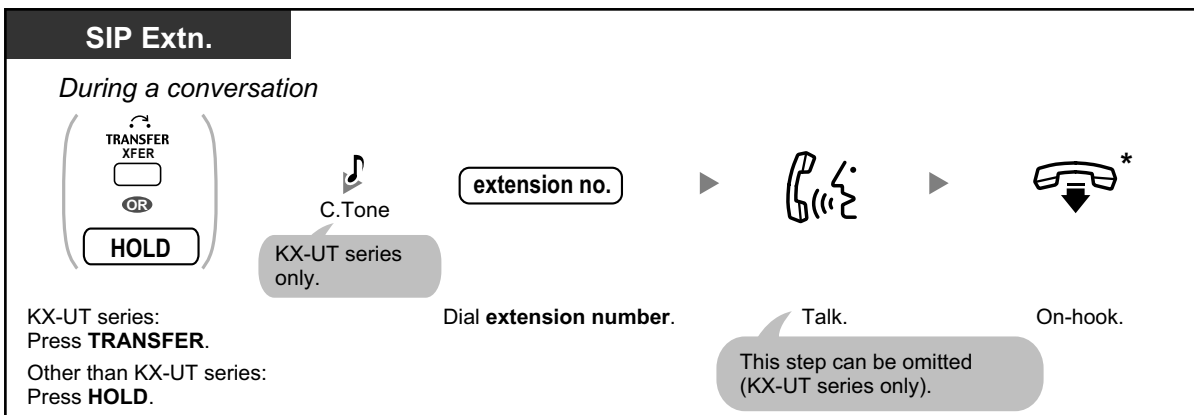 SIP Extn.
During a conversation
TRANSFER
XFER
OR
HOLD
C.Tone
KX-UT series
only.
extension no.
*
KX-UT series:
Press TRANSFER.
Other than KX-UT series:
Press HOLD.
Dial extension number.
Talk.
This step can be omitted
(KX-UT series only).
On-hook.